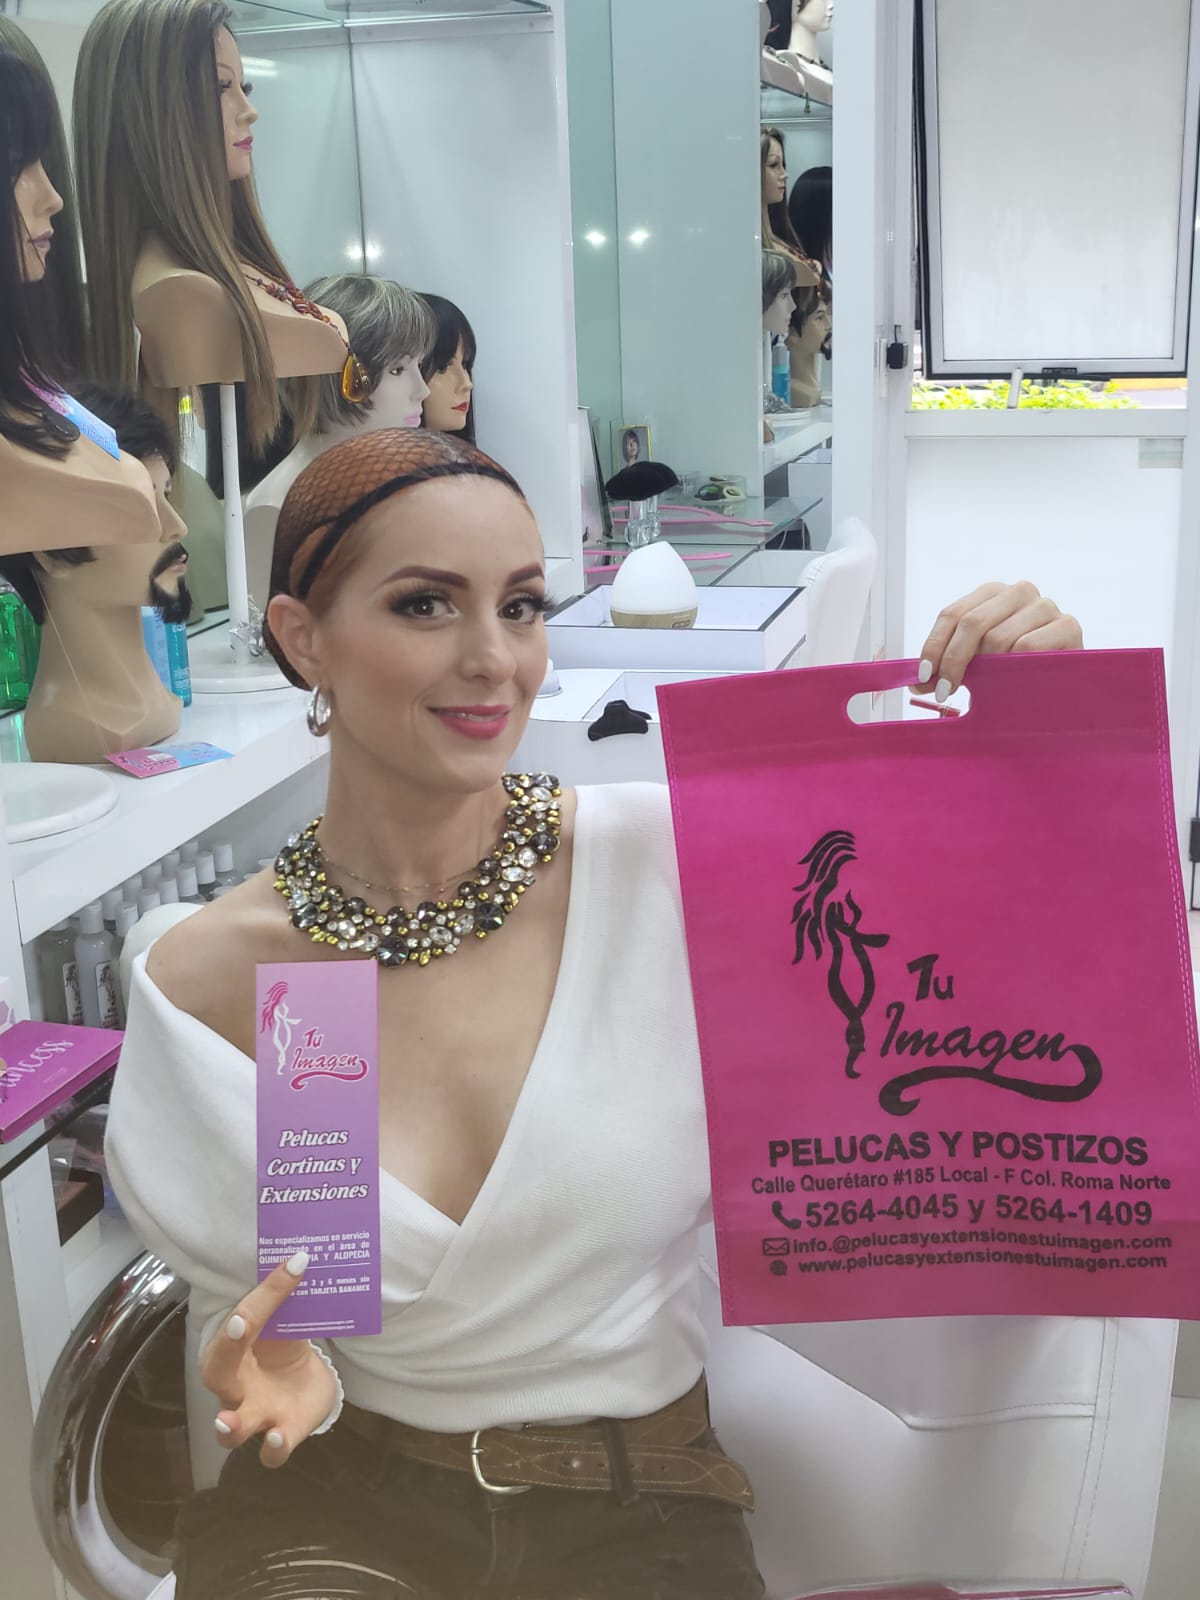 Tu
Imagen
Pelucas
Cortinas y
Extensiones
Nos especializamos en servicio
personalizado en el área de
Y ALOPECIA
3 y 6 meses sin
con TARJETA BANAMEX
Tu
Imagen
PELUCAS Y POSTIZOS
Calle Querétaro #185 Local - F Col. Roma Norte
5264-4045 y 5264-1409
info.@pelucasyextensionestuimagen.com
www.pelucasyextensionestuimagen.com